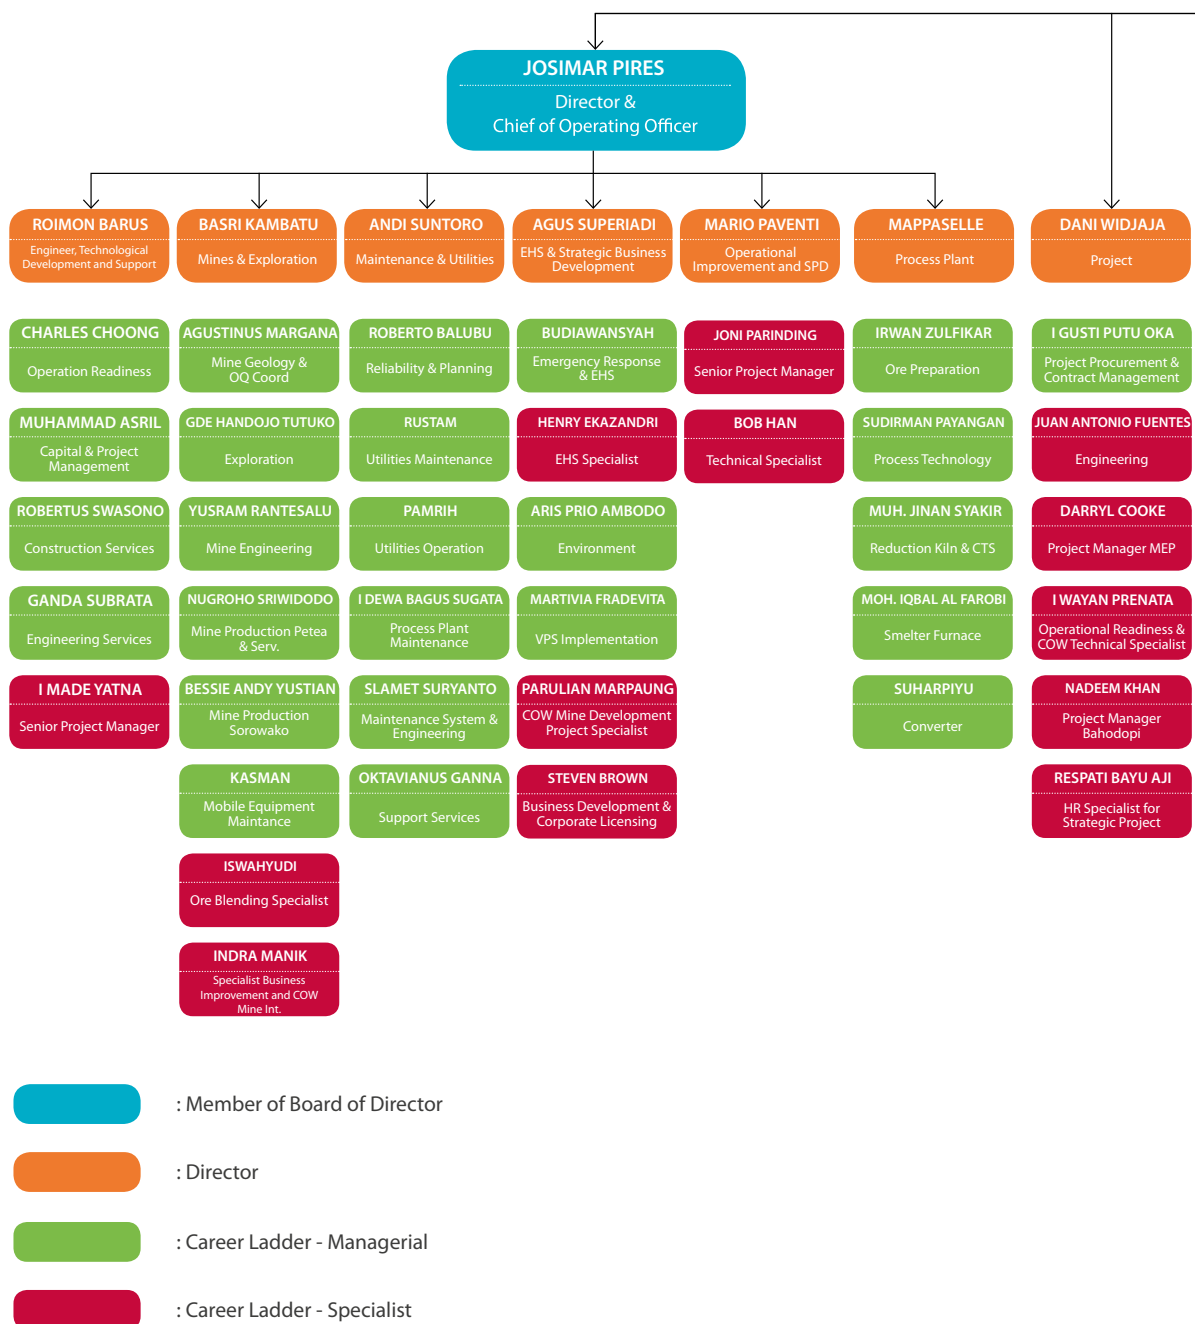 JOSIMAR PIRES
Director &
Chief of Operating Officer
ROIMON BARUS
Engineer, Technological
Development and Support
BASRI KAMBATU
Mines & Exploration
ANDI SUNTORO
Maintenance & Utilities
AGUS SUPERIADI
EHS & Strategic Business
Development
MARIO PAVENTI
Operational
Improvement and SPD
MAPPASELLE
Process Plant
DANI WIDJAJA
Project
CHARLES CHOONG
Operation Readiness
AGUSTINUS MARGANA
Mine Geology &
OQ Coord
ROBERTO BALUBU
Reliability & Planning
BUDIAWANSYAH
Emergency Response
& EHS
JONI PARINDING
Senior Project Manager
IRWAN ZULFIKAR
Ore Preparation
I GUSTI PUTU OKA
Project Procurement &
Contract Management
MUHAMMAD ASRIL
Capital & Project
Management
GDE HANDOJO TUTUKO
Exploration
RUSTAM
Utilities Maintenance
HENRY EKAZANDRI
EHS Specialist
BOB HAN
Technical Specialist
SUDIRMAN PAYANGAN
Process Technology
JUAN ANTONIO FUENTES
Engineering
ROBERTUS SWASONO
Construction Services
YUSRAM RANTESALU
Mine Engineering
PAMRIH
Utilities Operation
ARIS PRIO AMBODO
Environment
MUH. JINAN SYAKIR
Reduction Kiln & CTS
DARRYL COOKE
Project Manager MEP
GANDA SUBRATA
Engineering Services
NUGROHO SRIWIDODO
Mine Production Petea
& Serv.
I DEWA BAGUS SUGATA
Process Plant
Maintenance
MARTIVIA FRADEVITA
VPS Implementation
MOH. IQBAL AL FAROBI
Smelter Furnace
I WAYAN PRENATA
Operational Readiness &
COW Technical Specialist
I MADE YATNA
Senior Project Manager
BESSIE ANDY YUSTIAN
Mine Production
Sorowako
SLAMET SURYANTO
Maintenance System &
Engineering
PARULIAN MARPAUNG
COW Mine Development
Project Specialist
SUHARPIYU
Converter
NADEEM KHAN
Project Manager
Bahodopi
KASMAN
Mobile Equipment
Maintance
OKTAVIANUS GANNA
Support Services
STEVEN BROWN
Business Development &
Corporate Licensing
RESPATI BAYU AJI
HR Specialist for
Strategic Project
ISWAHYUDI
Ore Blending Specialist
INDRA MANIK
Specialist Business
Improvement and COW
Mine Int.
: Member of Board of Director
: Director
: Career Ladder - Managerial
: Career Ladder - Specialist